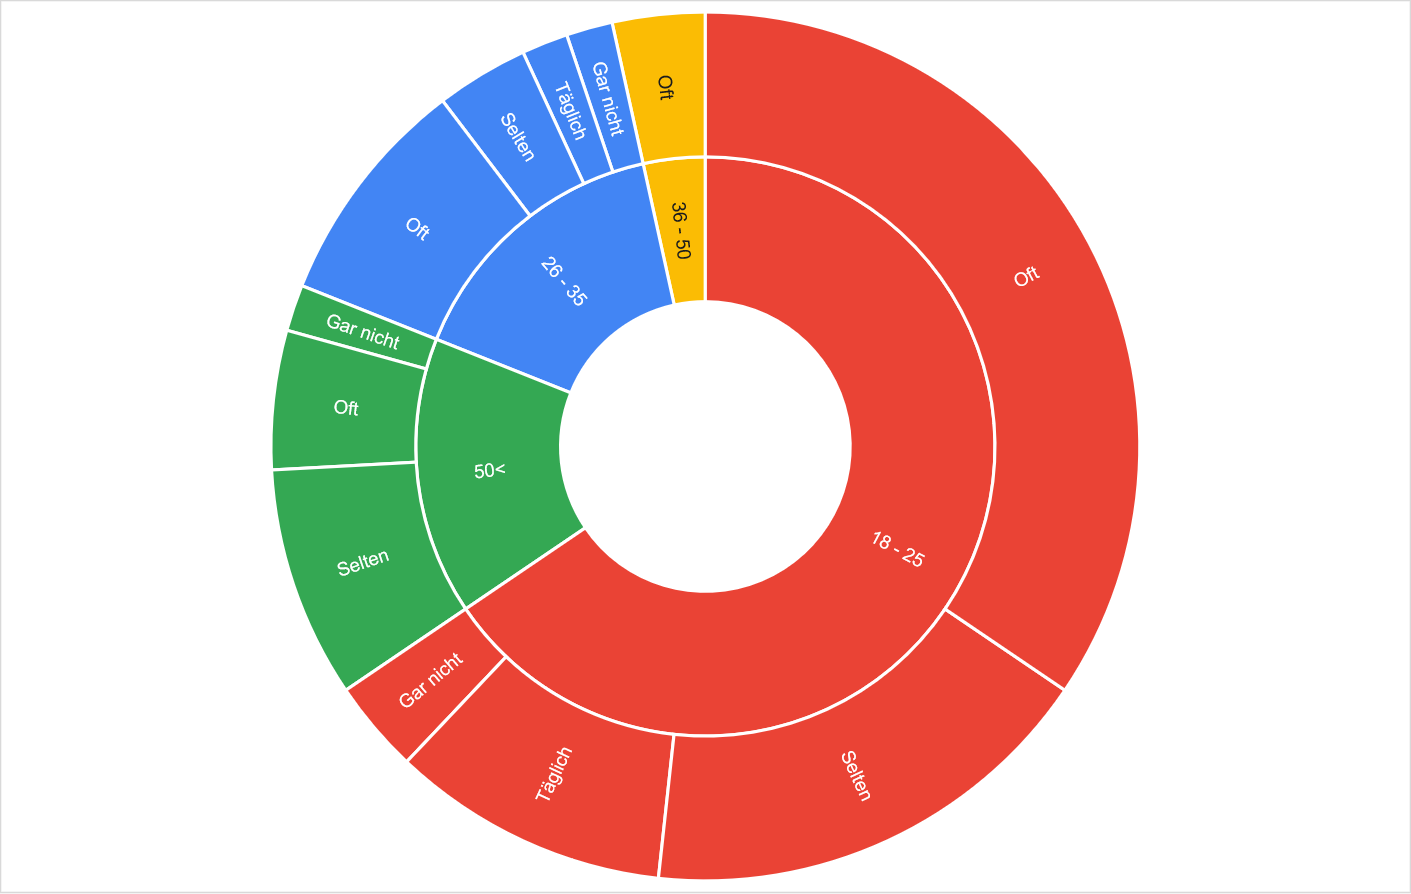 Oft
18 - 25
Selten
Täglich
Gar nicht
50<
Selten
Oft
Gar nicht
26 - 35
Oft
Selten
Täglich
Gar nicht
36 - 50
Oft